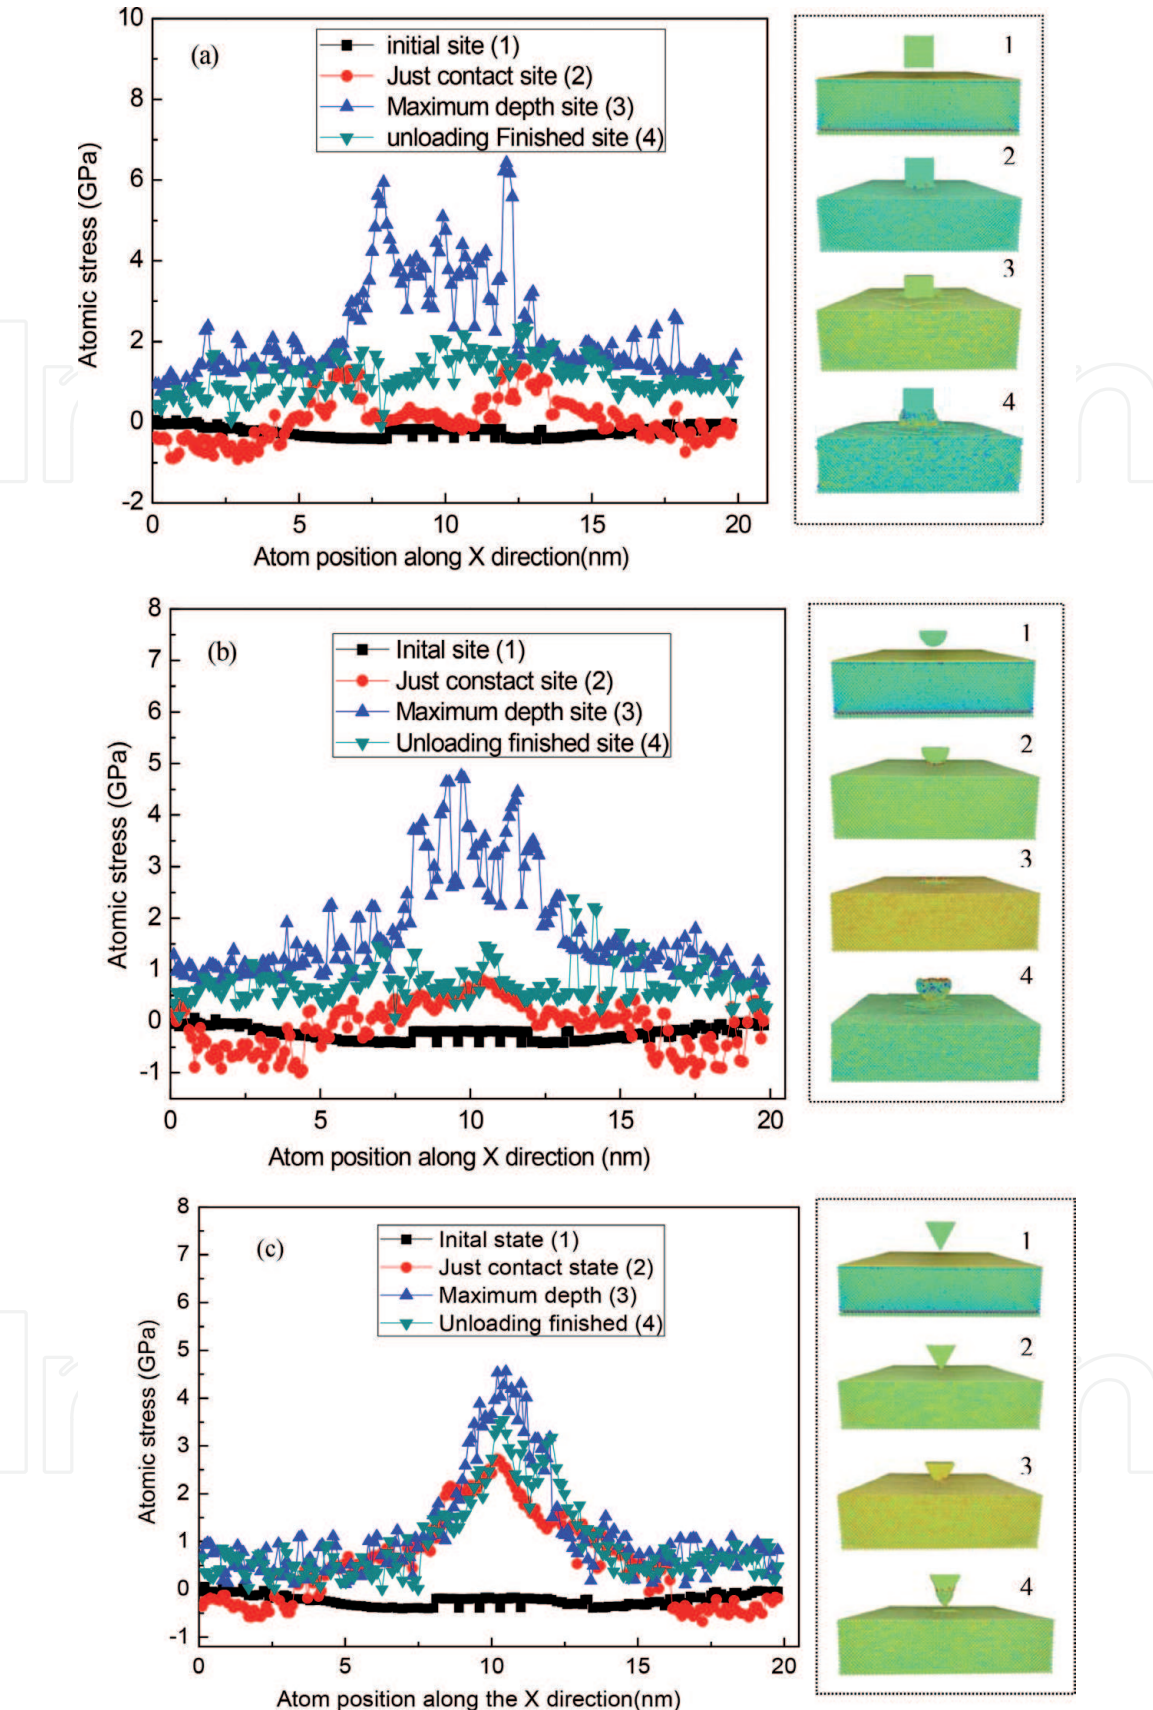 (a)
initial site (1)
Just contact site (2)
Maximum depth site (3)
unloading Finished site (4)
Atomic stress (GPa)
10
8
6
4
2
0
-2
0 5 10 15 20
Atom position along X direction(nm)
1
2
3
4
(b)
Inital site (1)
Just constact site (2)
Maximum depth site (3)
Unloading finished site (4)
Atomic stress (GPa)
8
7
6
5
4
3
2
1
0
-1
0 5 10 15 20
Atom position along X direction (nm)
1
2
3
4
(c)
Inital state (1)
Just contact state (2)
Maximum depth (3)
Unloading finished (4)
Atomic stress (GPa)
8
7
6
5
4
3
2
1
0
-1
0 5 10 15 20
Atom position along the X direction(nm)
1
2
3
4